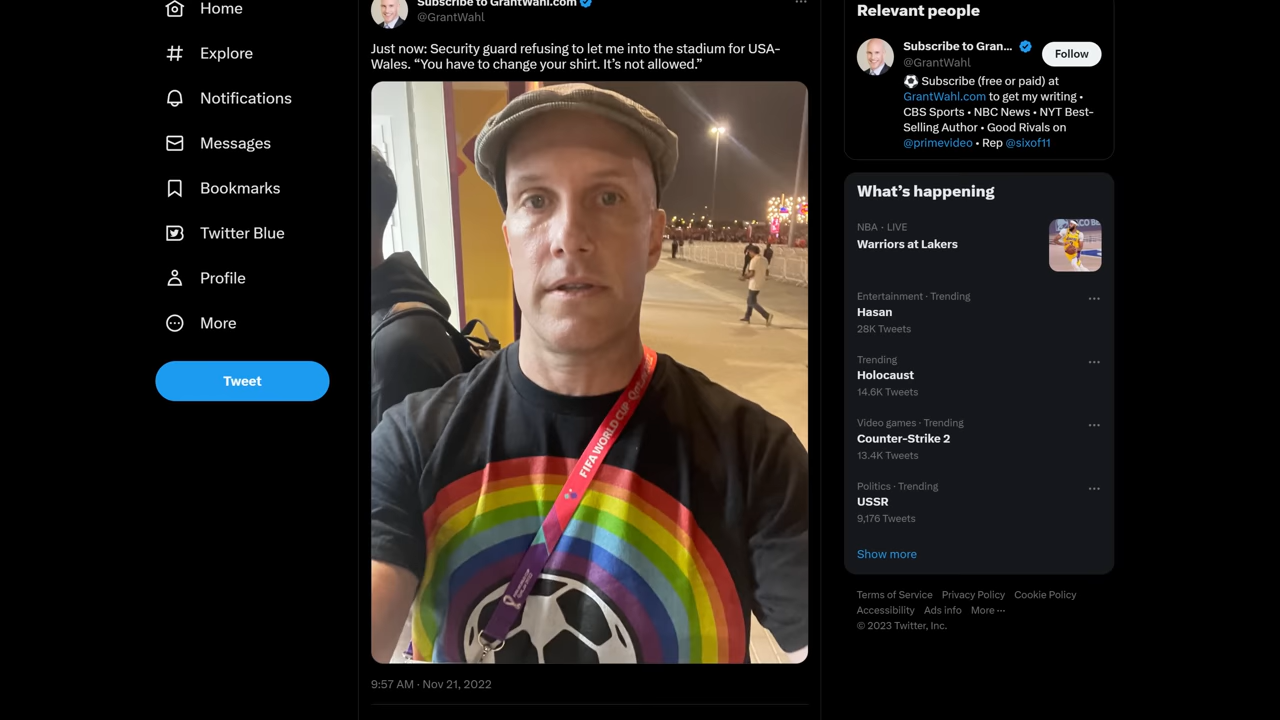 Home
Explore
Notifications
Messages
Bookmarks
Twitter Blue
Profile
More
Tweet
Subscribe to GrantWahl.com
@GrantWahl
Just now: Security guard refusing to let me into the stadium for USA-
Wales. “You have to change your shirt. It’s not allowed.”
FIFA WORLD CUP Qatar
9:57 AM · Nov 21, 2022
Relevant people
Subscribe to Gran...
@GrantWahl
Follow
⚽ Subscribe (free or paid) at
GrantWahl.com to get my writing •
CBS Sports • NBC News • NYT Best-
Selling Author • Good Rivals on
@primevideo • Rep @sixof11
What’s happening
NBA · LIVE
Warriors at Lakers
Entertainment · Trending
Hasan
28K Tweets
Trending
Holocaust
14.6K Tweets
Video games · Trending
Counter-Strike 2
13.4K Tweets
Politics · Trending
USSR
9,176 Tweets
Show more
Terms of Service Privacy Policy Cookie Policy
Accessibility Ads info More ···
© 2023 Twitter, Inc.